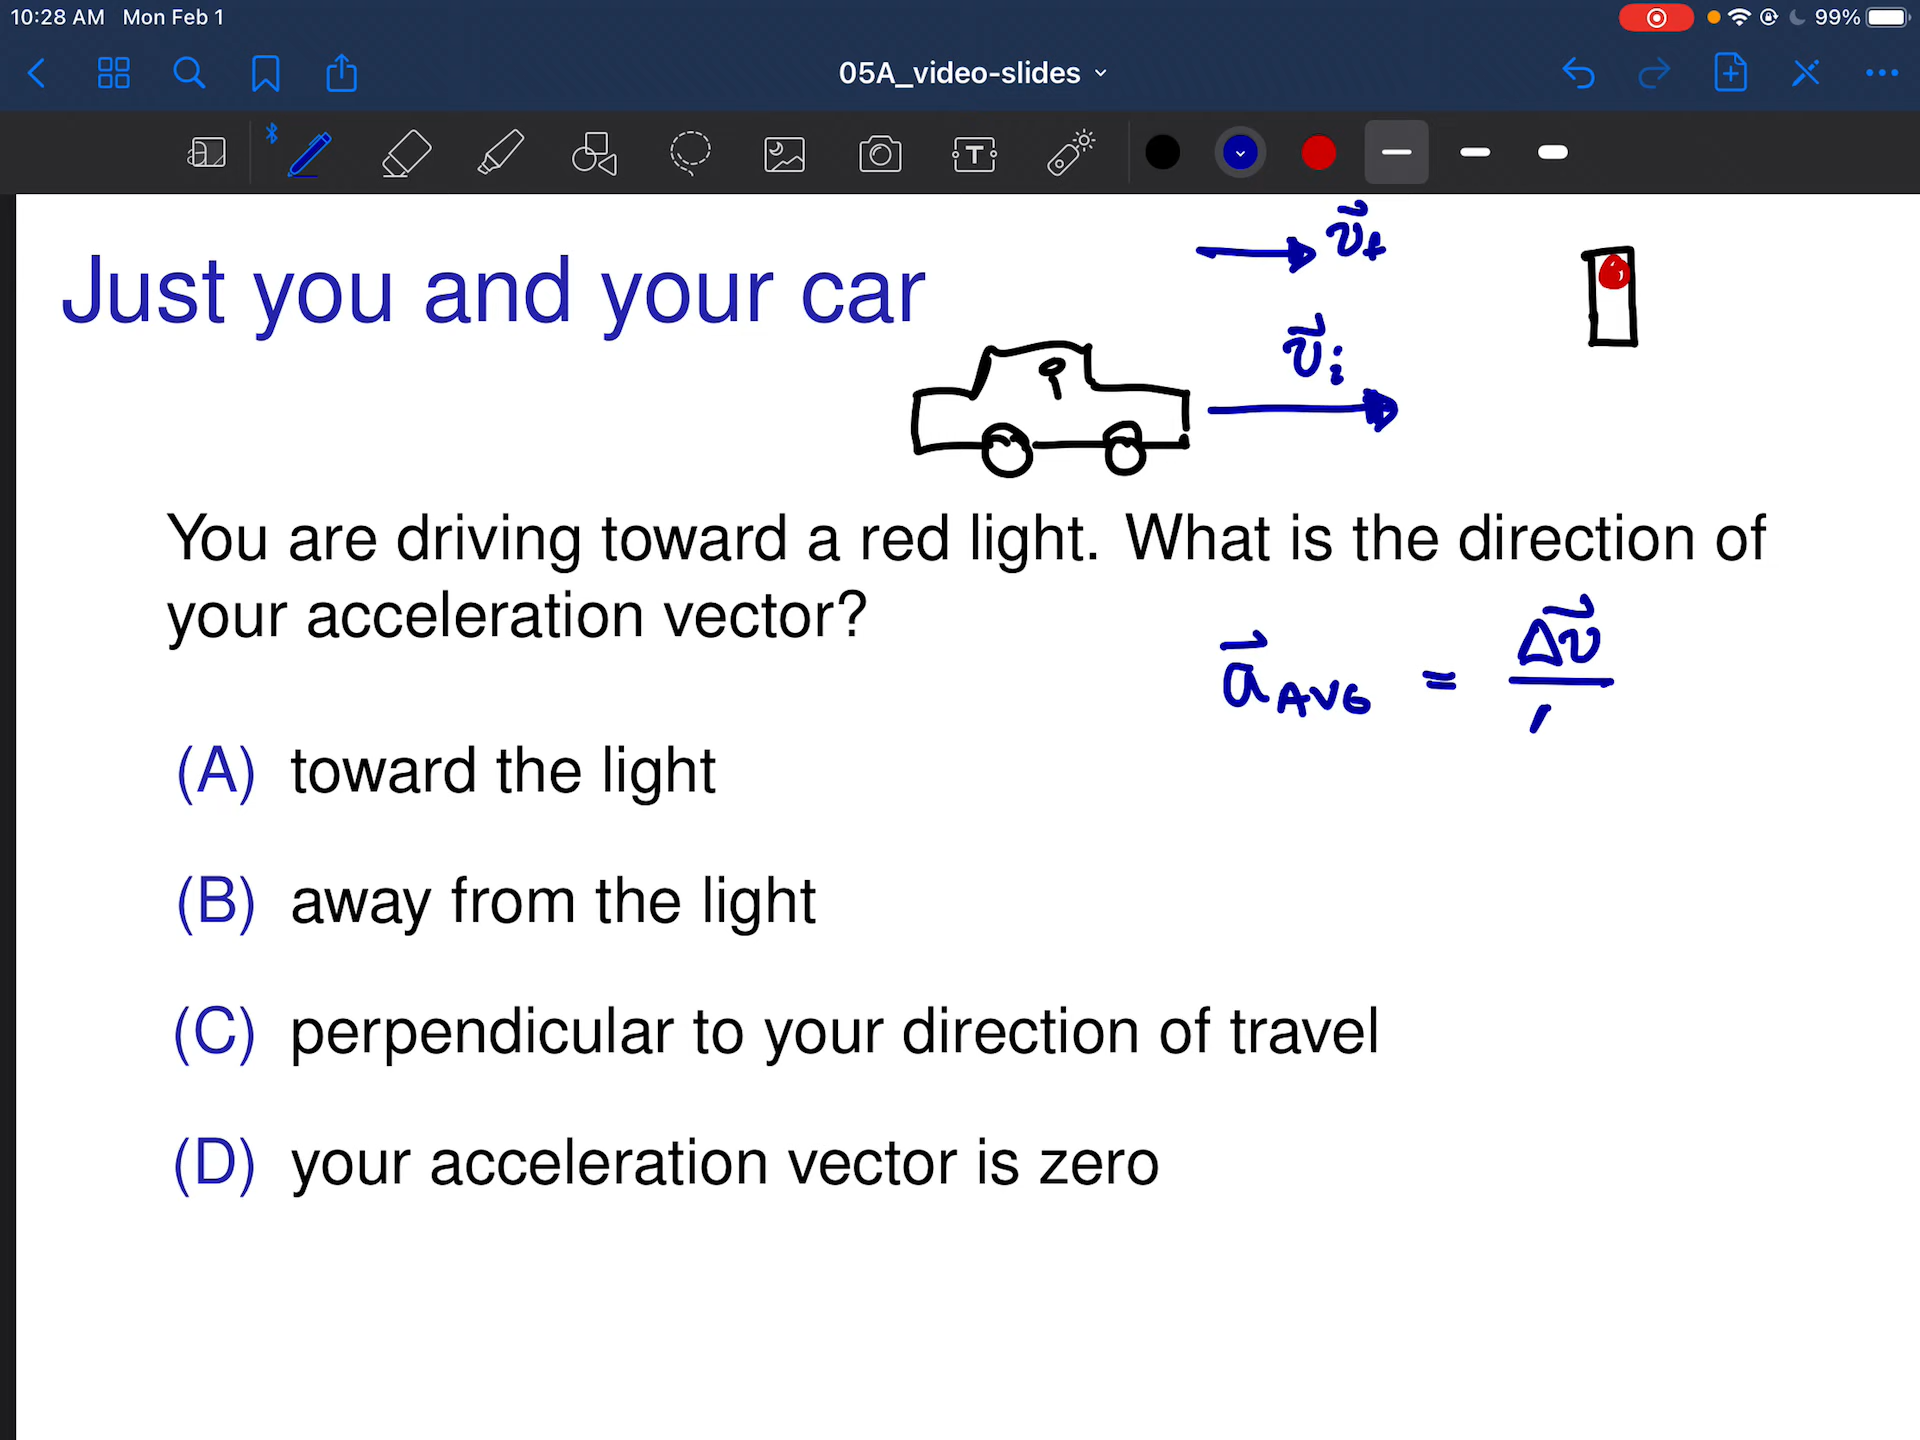 10:28 AM Mon Feb 1
99%
05A_video-slides
T
v⃗f
Just you and your car
v⃗i
You are driving toward a red light. What is the direction of
your acceleration vector?
a⃗AVG = Δv⃗
(A) toward the light
(B) away from the light
(C) perpendicular to your direction of travel
(D) your acceleration vector is zero